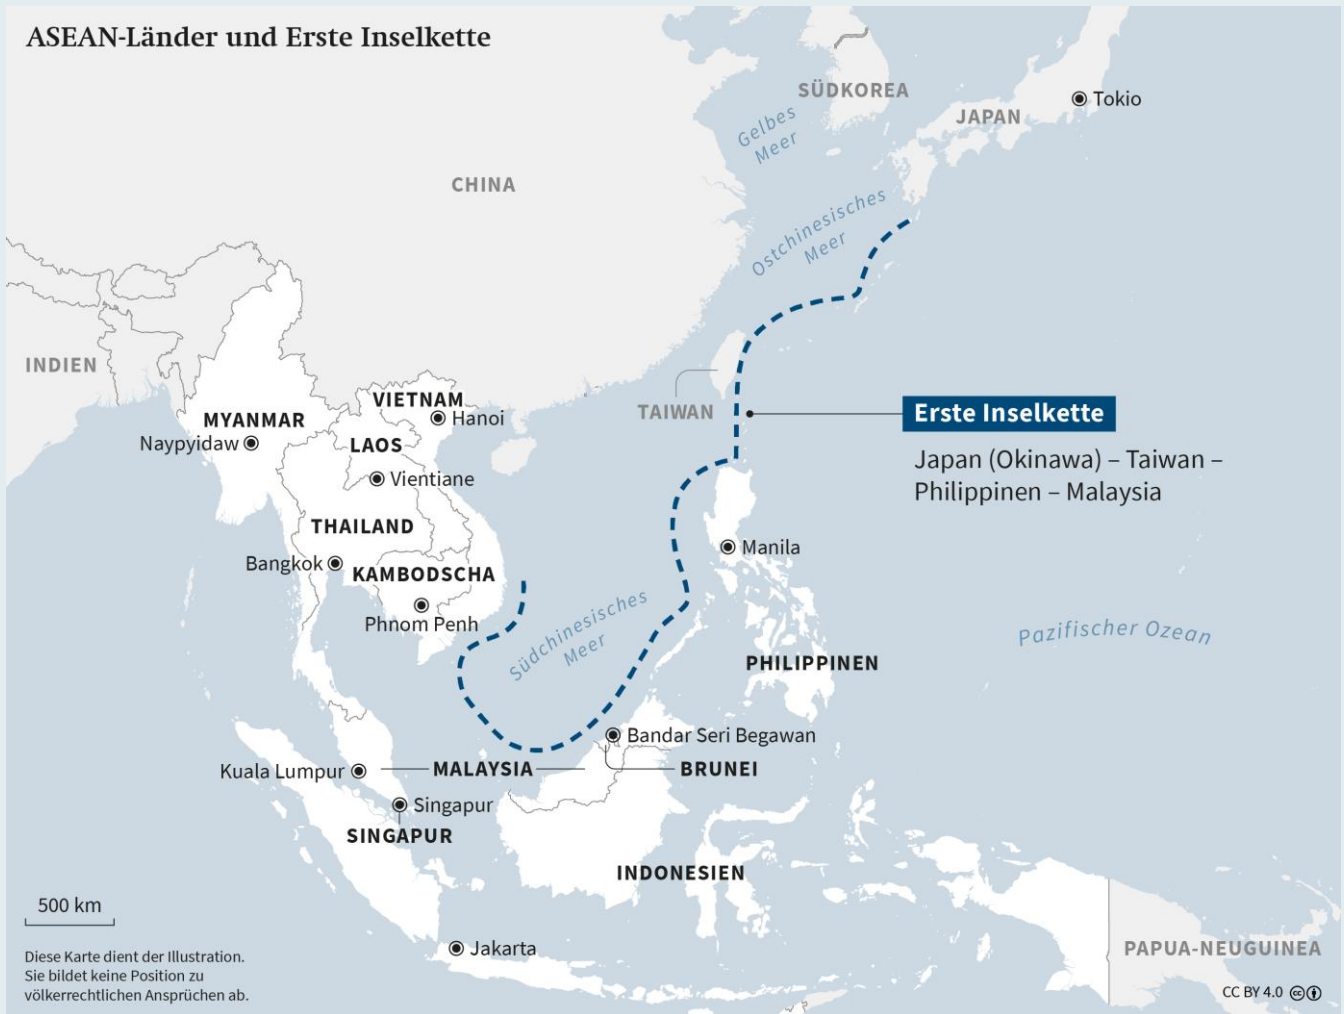 ASEAN-Länder und Erste Inselkette
SÜDKOREA
Tokio
JAPAN
Gelbes
Meer
CHINA
Ostchinesisches
Meer
INDIEN
VIETNAM
Hanoi
TAIWAN
Erste Inselkette
Japan (Okinawa) – Taiwan –
Philippinen – Malaysia
MYANMAR
Naypyidaw
LAOS
Vientiane
THAILAND
Manila
Bangkok
KAMBODSCHA
Phnom Penh
Südchinesisches
Meer
Pazifischer Ozean
PHILIPPINEN
Bandar Seri Begawan
Kuala Lumpur
MALAYSIA
BRUNEI
Singapur
SINGAPUR
INDONESIEN
500 km
Jakarta
PAPUA-NEUGUINEA
Diese Karte dient der Illustration.
Sie bildet keine Position zu
völkerrechtlichen Ansprüchen ab.
CC BY 4.0